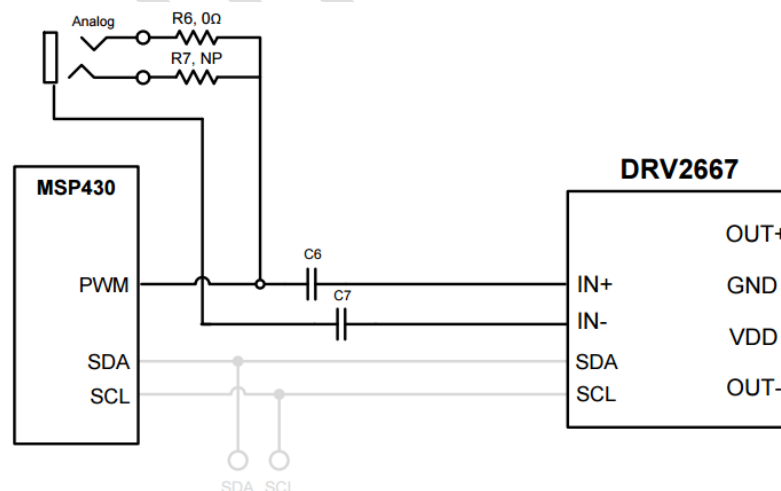 Analog
R6, 0Ω
R7, NP
MSP430
DRV2667
OUT+
C6
PWM
IN+
GND
C7
IN-
VDD
SDA
SDA
SCL
SCL
OUT-
SDA
SCL